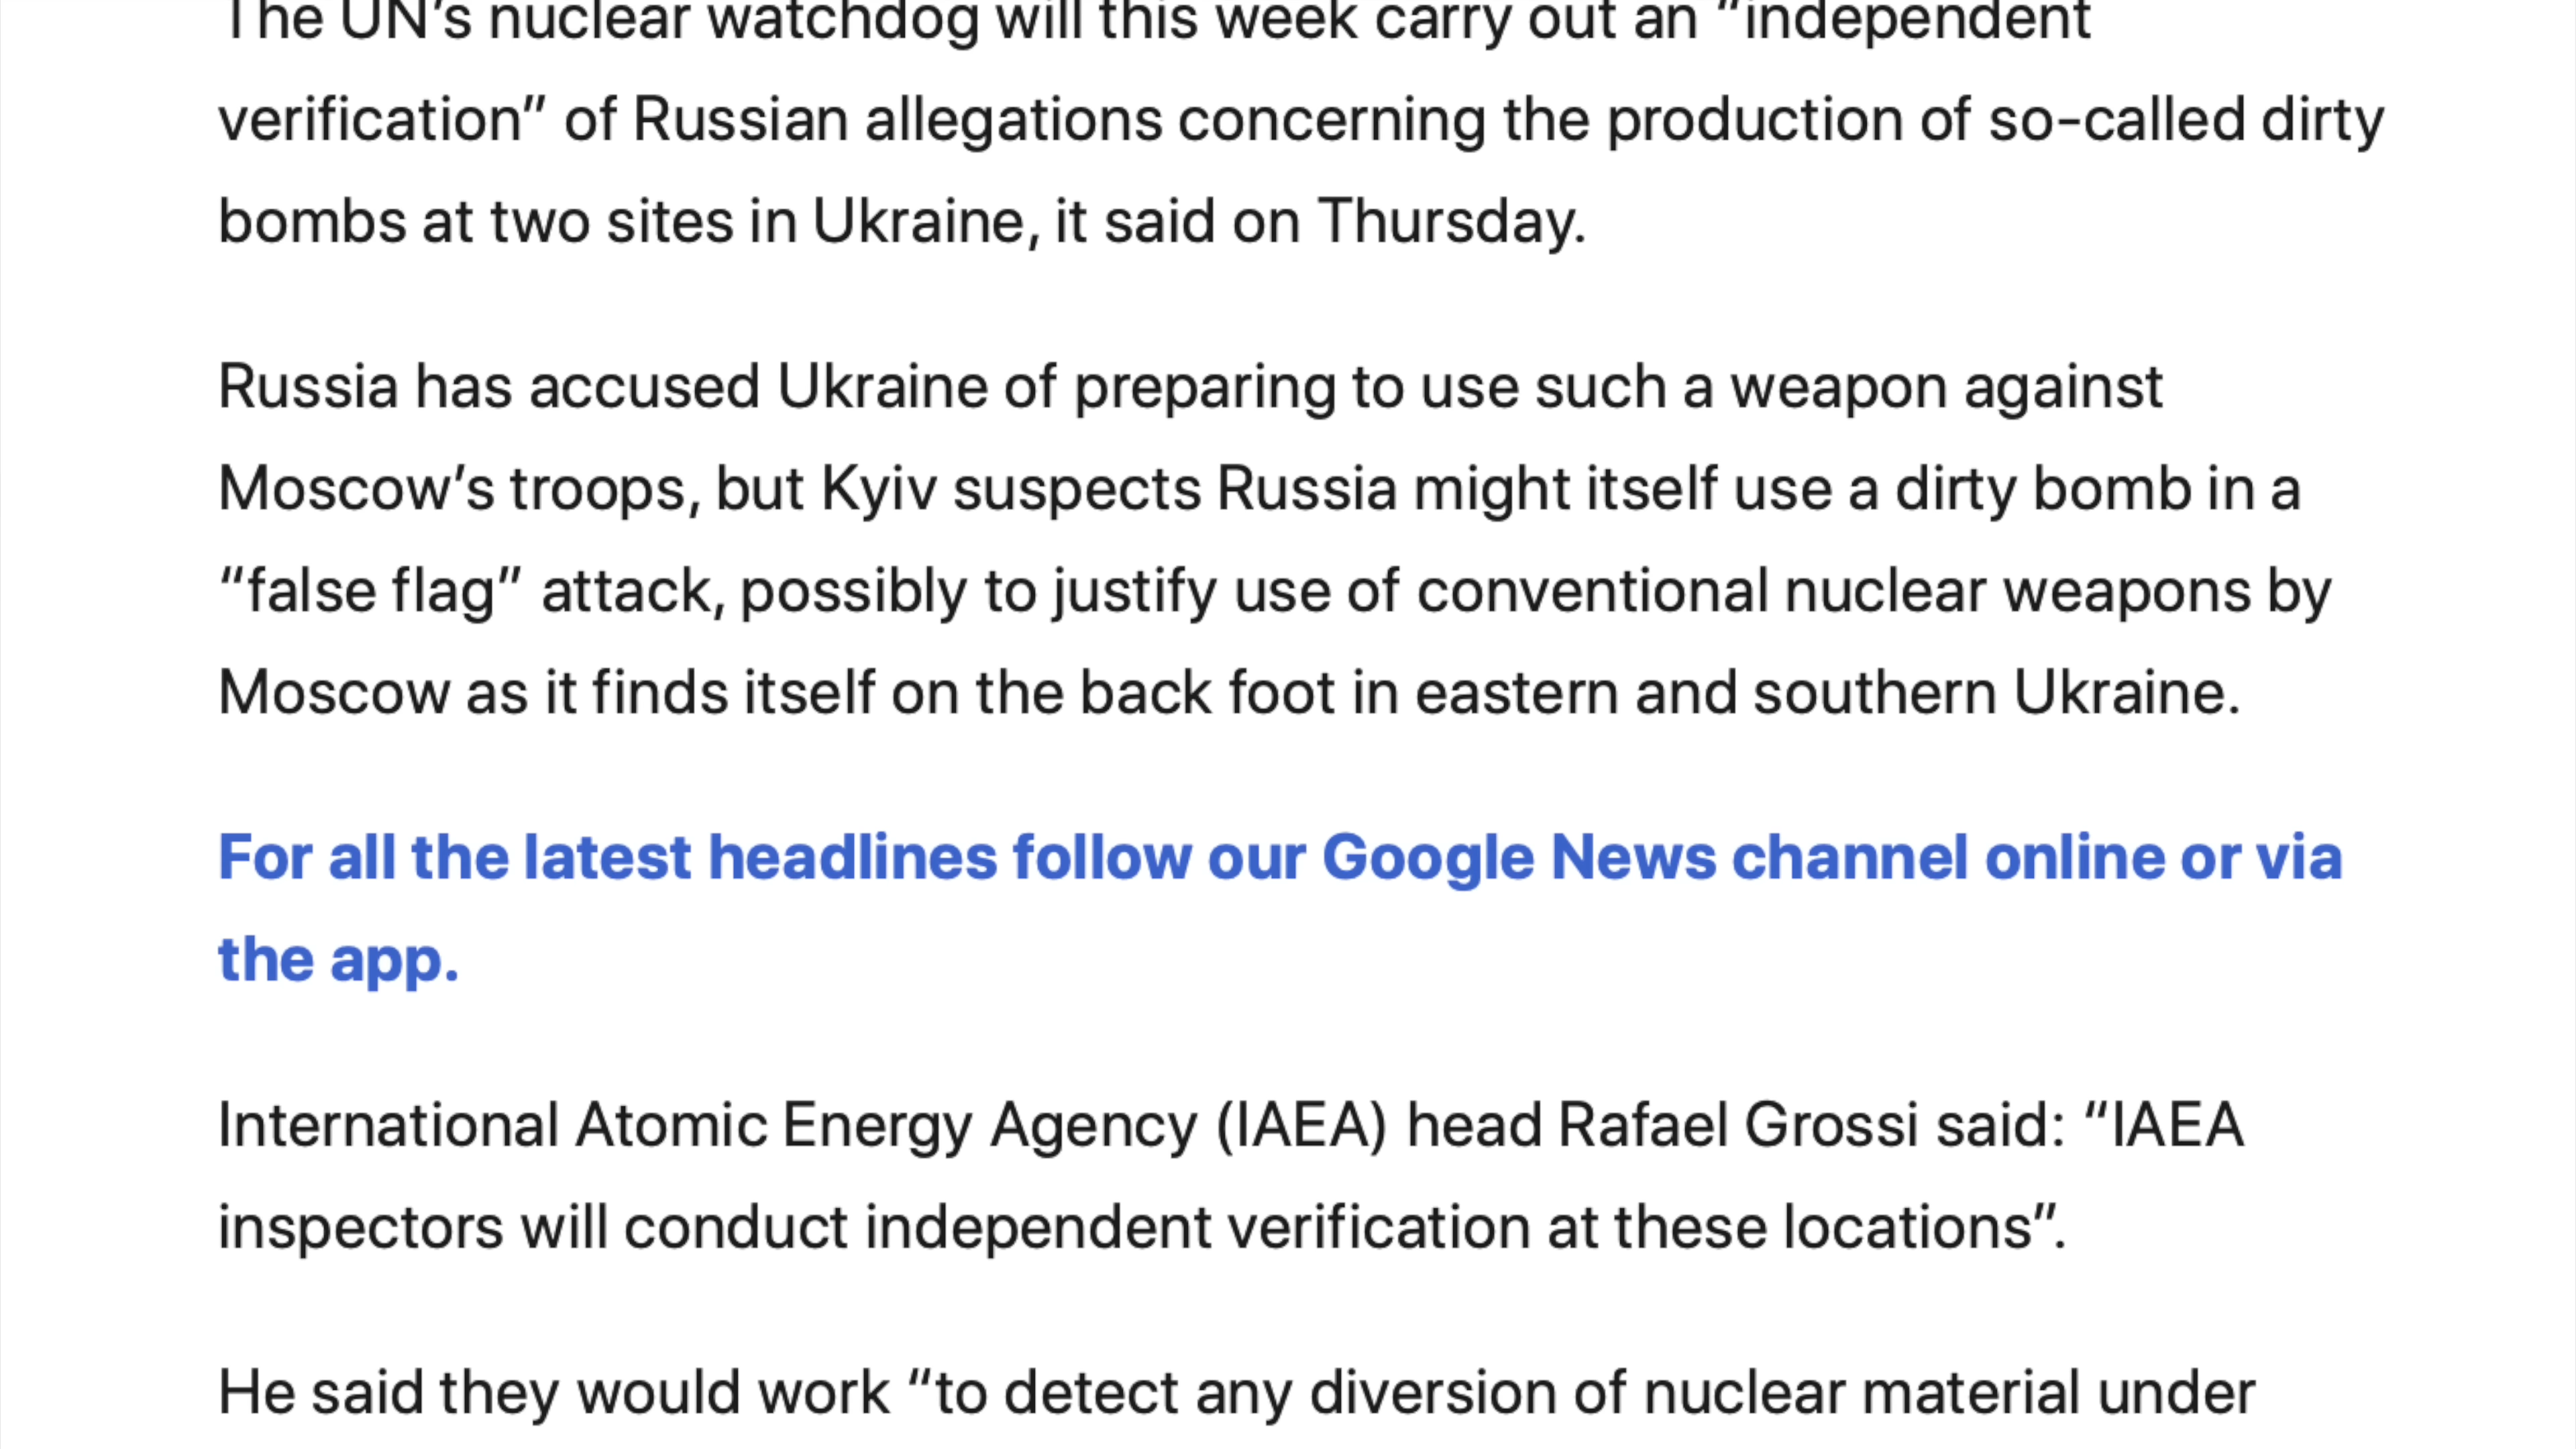 The UN’s nuclear watchdog will this week carry out an “independent
verification” of Russian allegations concerning the production of so-called dirty
bombs at two sites in Ukraine, it said on Thursday.
Russia has accused Ukraine of preparing to use such a weapon against
Moscow’s troops, but Kyiv suspects Russia might itself use a dirty bomb in a
“false flag” attack, possibly to justify use of conventional nuclear weapons by
Moscow as it finds itself on the back foot in eastern and southern Ukraine.
For all the latest headlines follow our Google News channel online or via
the app.
International Atomic Energy Agency (IAEA) head Rafael Grossi said: “IAEA
inspectors will conduct independent verification at these locations”.
He said they would work “to detect any diversion of nuclear material under